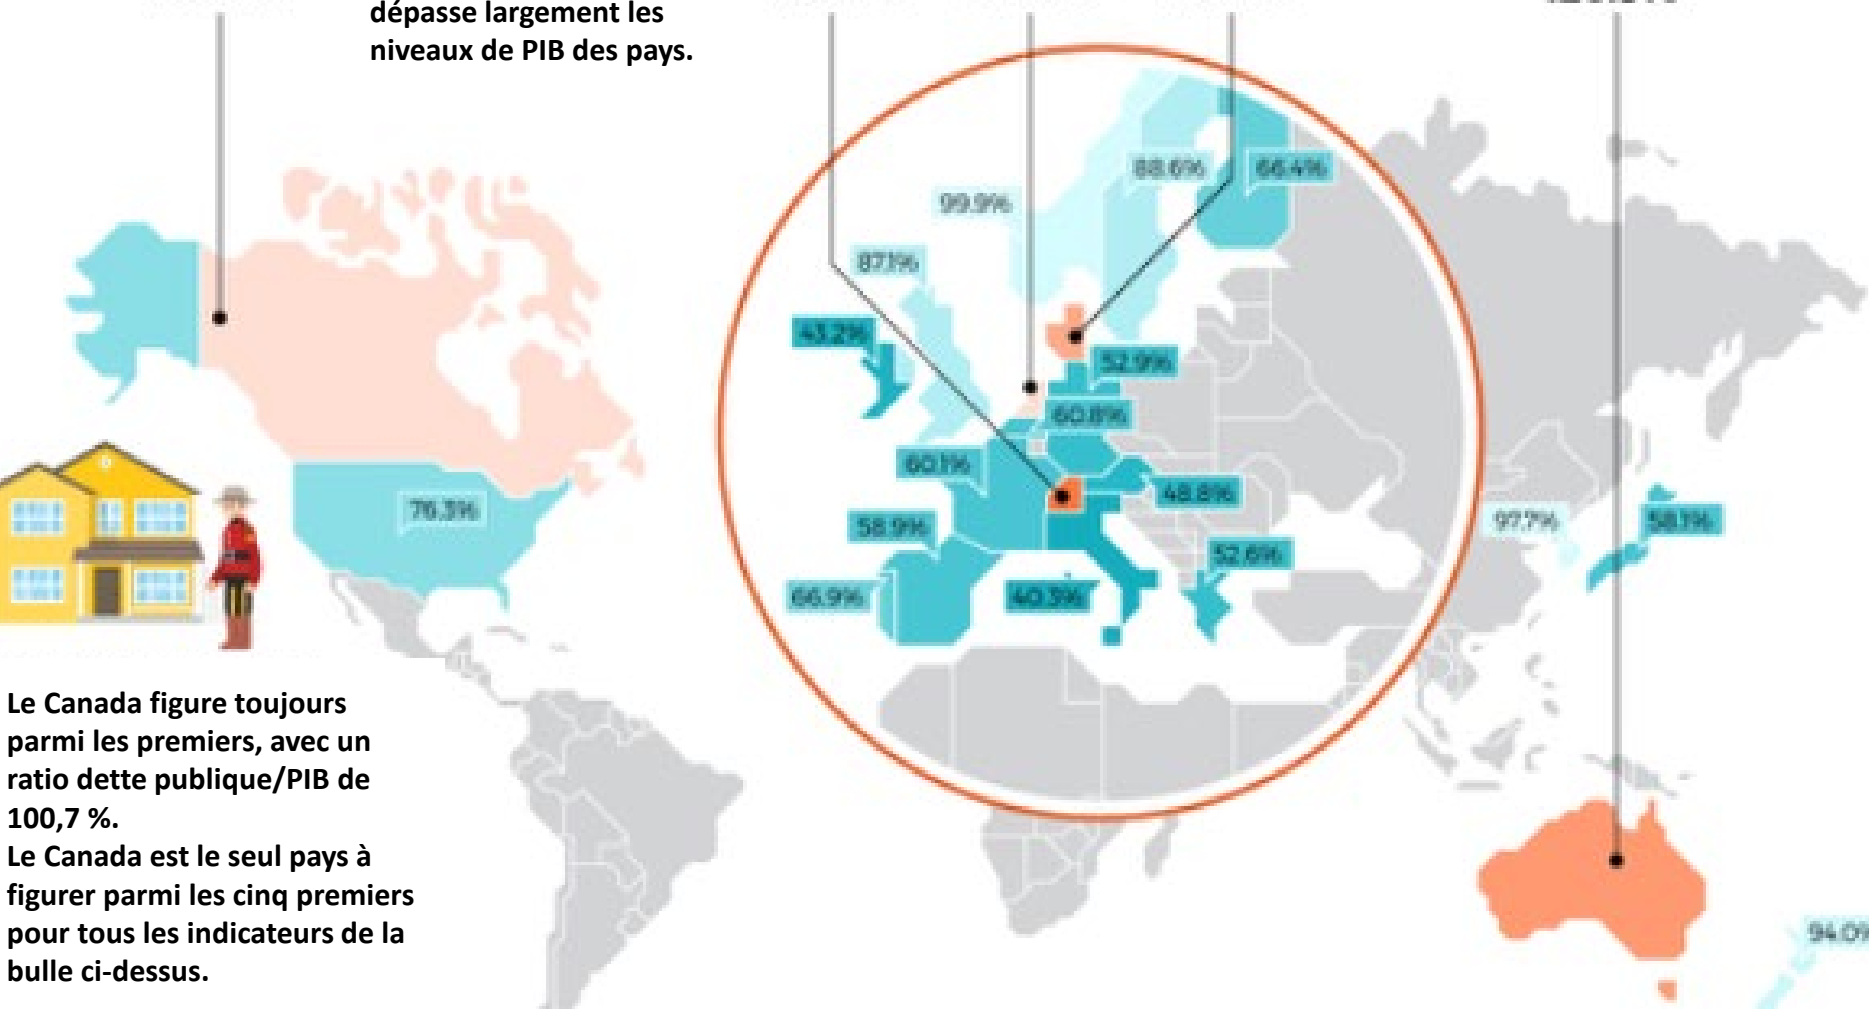 dépasse largement les
niveaux de PIB des pays.
88.6%
66.4%
99.9%
87.1%
43.2%
52.9%
60.8%
60.1%
48.8%
76.3%
58.9%
97.7%
58.1%
52.6%
66.9%
40.3%
Le Canada figure toujours
parmi les premiers, avec un
ratio dette publique/PIB de
100,7 %.
Le Canada est le seul pays à
figurer parmi les cinq premiers
pour tous les indicateurs de la
bulle ci-dessus.
94.0%